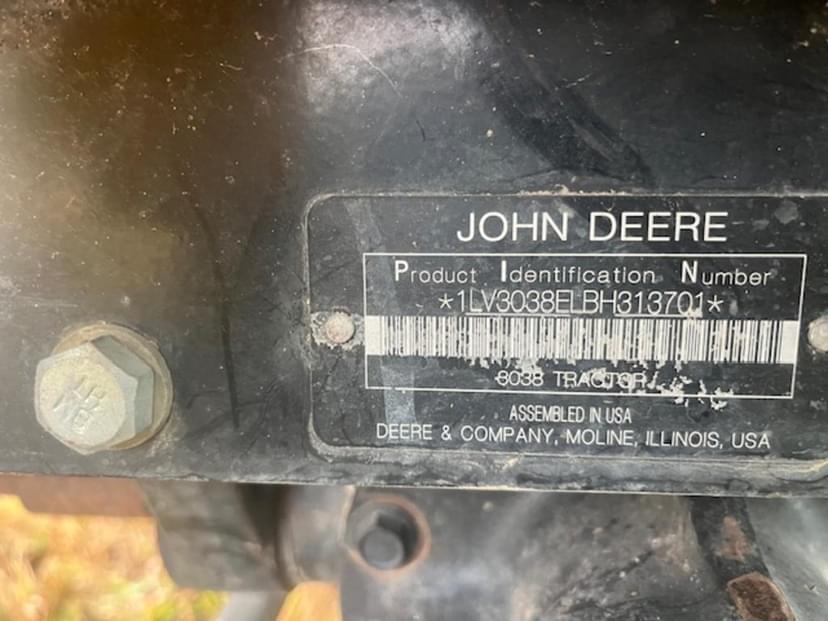 JOHN DEERE
Product Identification Number
*1LV3038ELBH313701*
3038 TRACTOR
ASSEMBLED IN USA
DEERE & COMPANY, MOLINE, ILLINOIS, USA